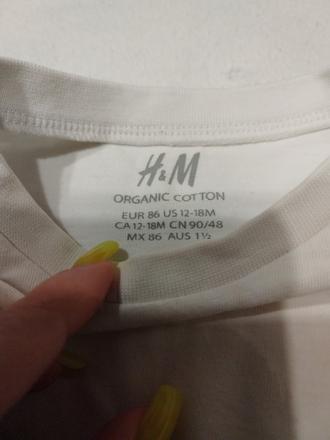 H&M
ORGANIC COTTON
EUR 86 US 12-18M
CA 12-18M CN 90/48
MX 86 AUS 1½